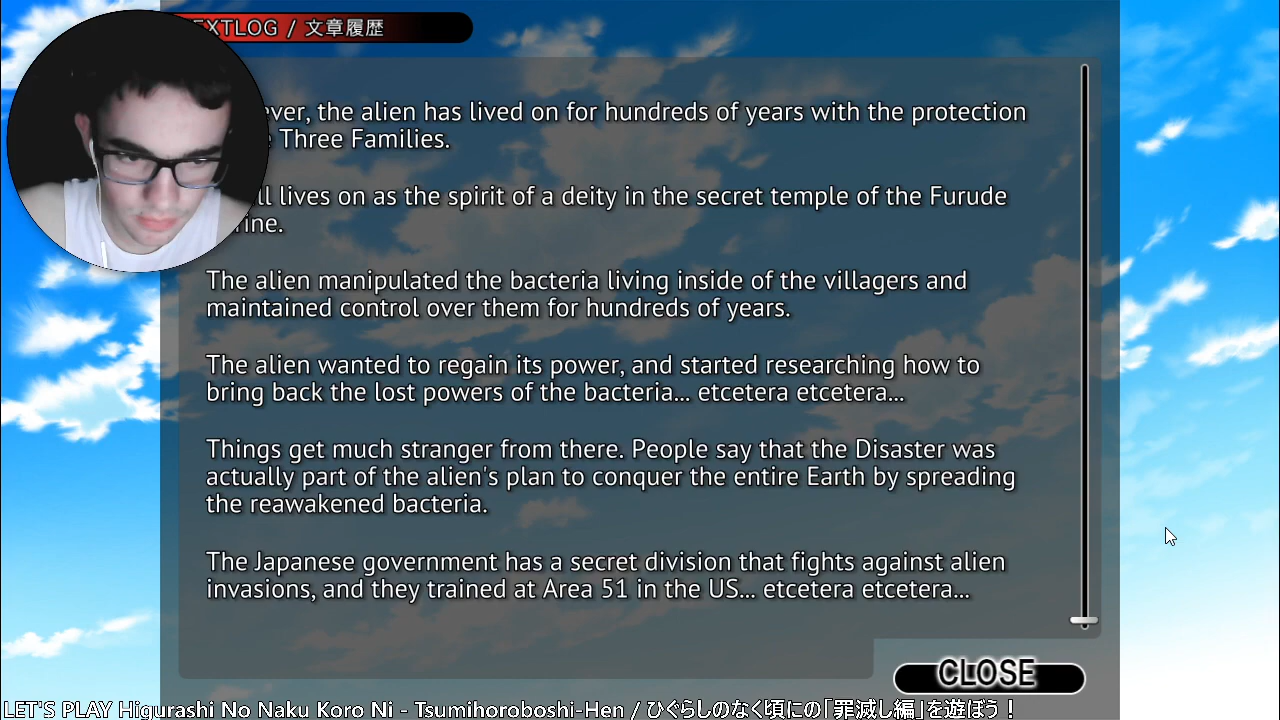 EXTLOG / 文章履歴
ever, the alien has lived on for hundreds of years with the protection
Three Families.
lives on as the spirit of a deity in the secret temple of the Furude
The alien manipulated the bacteria living inside of the villagers and
maintained control over them for hundreds of years.
The alien wanted to regain its power, and started researching how to
bring back the lost powers of the bacteria... etcetera etcetera...
Things get much stranger from there. People say that the Disaster was
actually part of the alien's plan to conquer the entire Earth by spreading
the reawakened bacteria.
The Japanese government has a secret division that fights against alien
invasions, and they trained at Area 51 in the US... etcetera etcetera...
CLOSE
LET'S PLAY Higurashi No Naku Koro Ni - Tsumihoroboshi-Hen / ひぐらしのなく頃にの「罪滅し編」を遊ぼう！